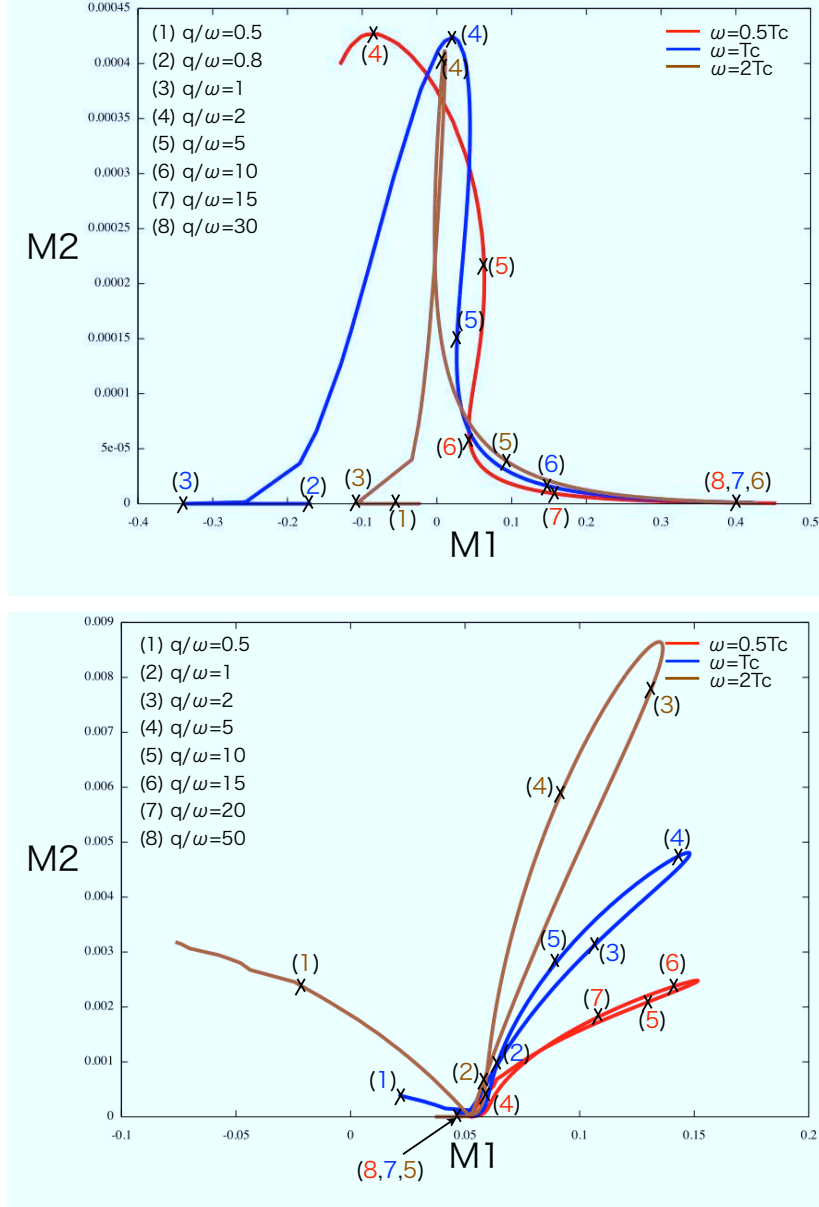 0.00045
(1) q/ω=0.5
(2) q/ω=0.8
(3) q/ω=1
(4) q/ω=2
(5) q/ω=5
(6) q/ω=10
(7) q/ω=15
(8) q/ω=30
ω=0.5Tc
ω=Tc
ω=2Tc
0.0004
0.00035
0.0003
0.00025
0.0002
0.00015
0.0001
5e-05
0
M2
(4)
(4)
(4)
(5)
(5)
(6)
(5)
(6)
(7)
(8,7,6)
(3)
(2)
(3)
(1)
-0.4
-0.3
-0.2
-0.1
0
0.1
0.2
0.3
0.4
0.5
M1
0.009
(1) q/ω=0.5
(2) q/ω=1
(3) q/ω=2
(4) q/ω=5
(5) q/ω=10
(6) q/ω=15
(7) q/ω=20
(8) q/ω=50
ω=0.5Tc
ω=Tc
ω=2Tc
0.008
0.007
0.006
0.005
0.004
0.003
0.002
0.001
0
M2
(3)
(4)
(4)
(5)
(3)
(1)
(6)
(7)
(5)
(2)
(2)
(1)
(4)
(8,7,5)
-0.1
-0.05
0
0.05
0.1
0.15
0.2
M1